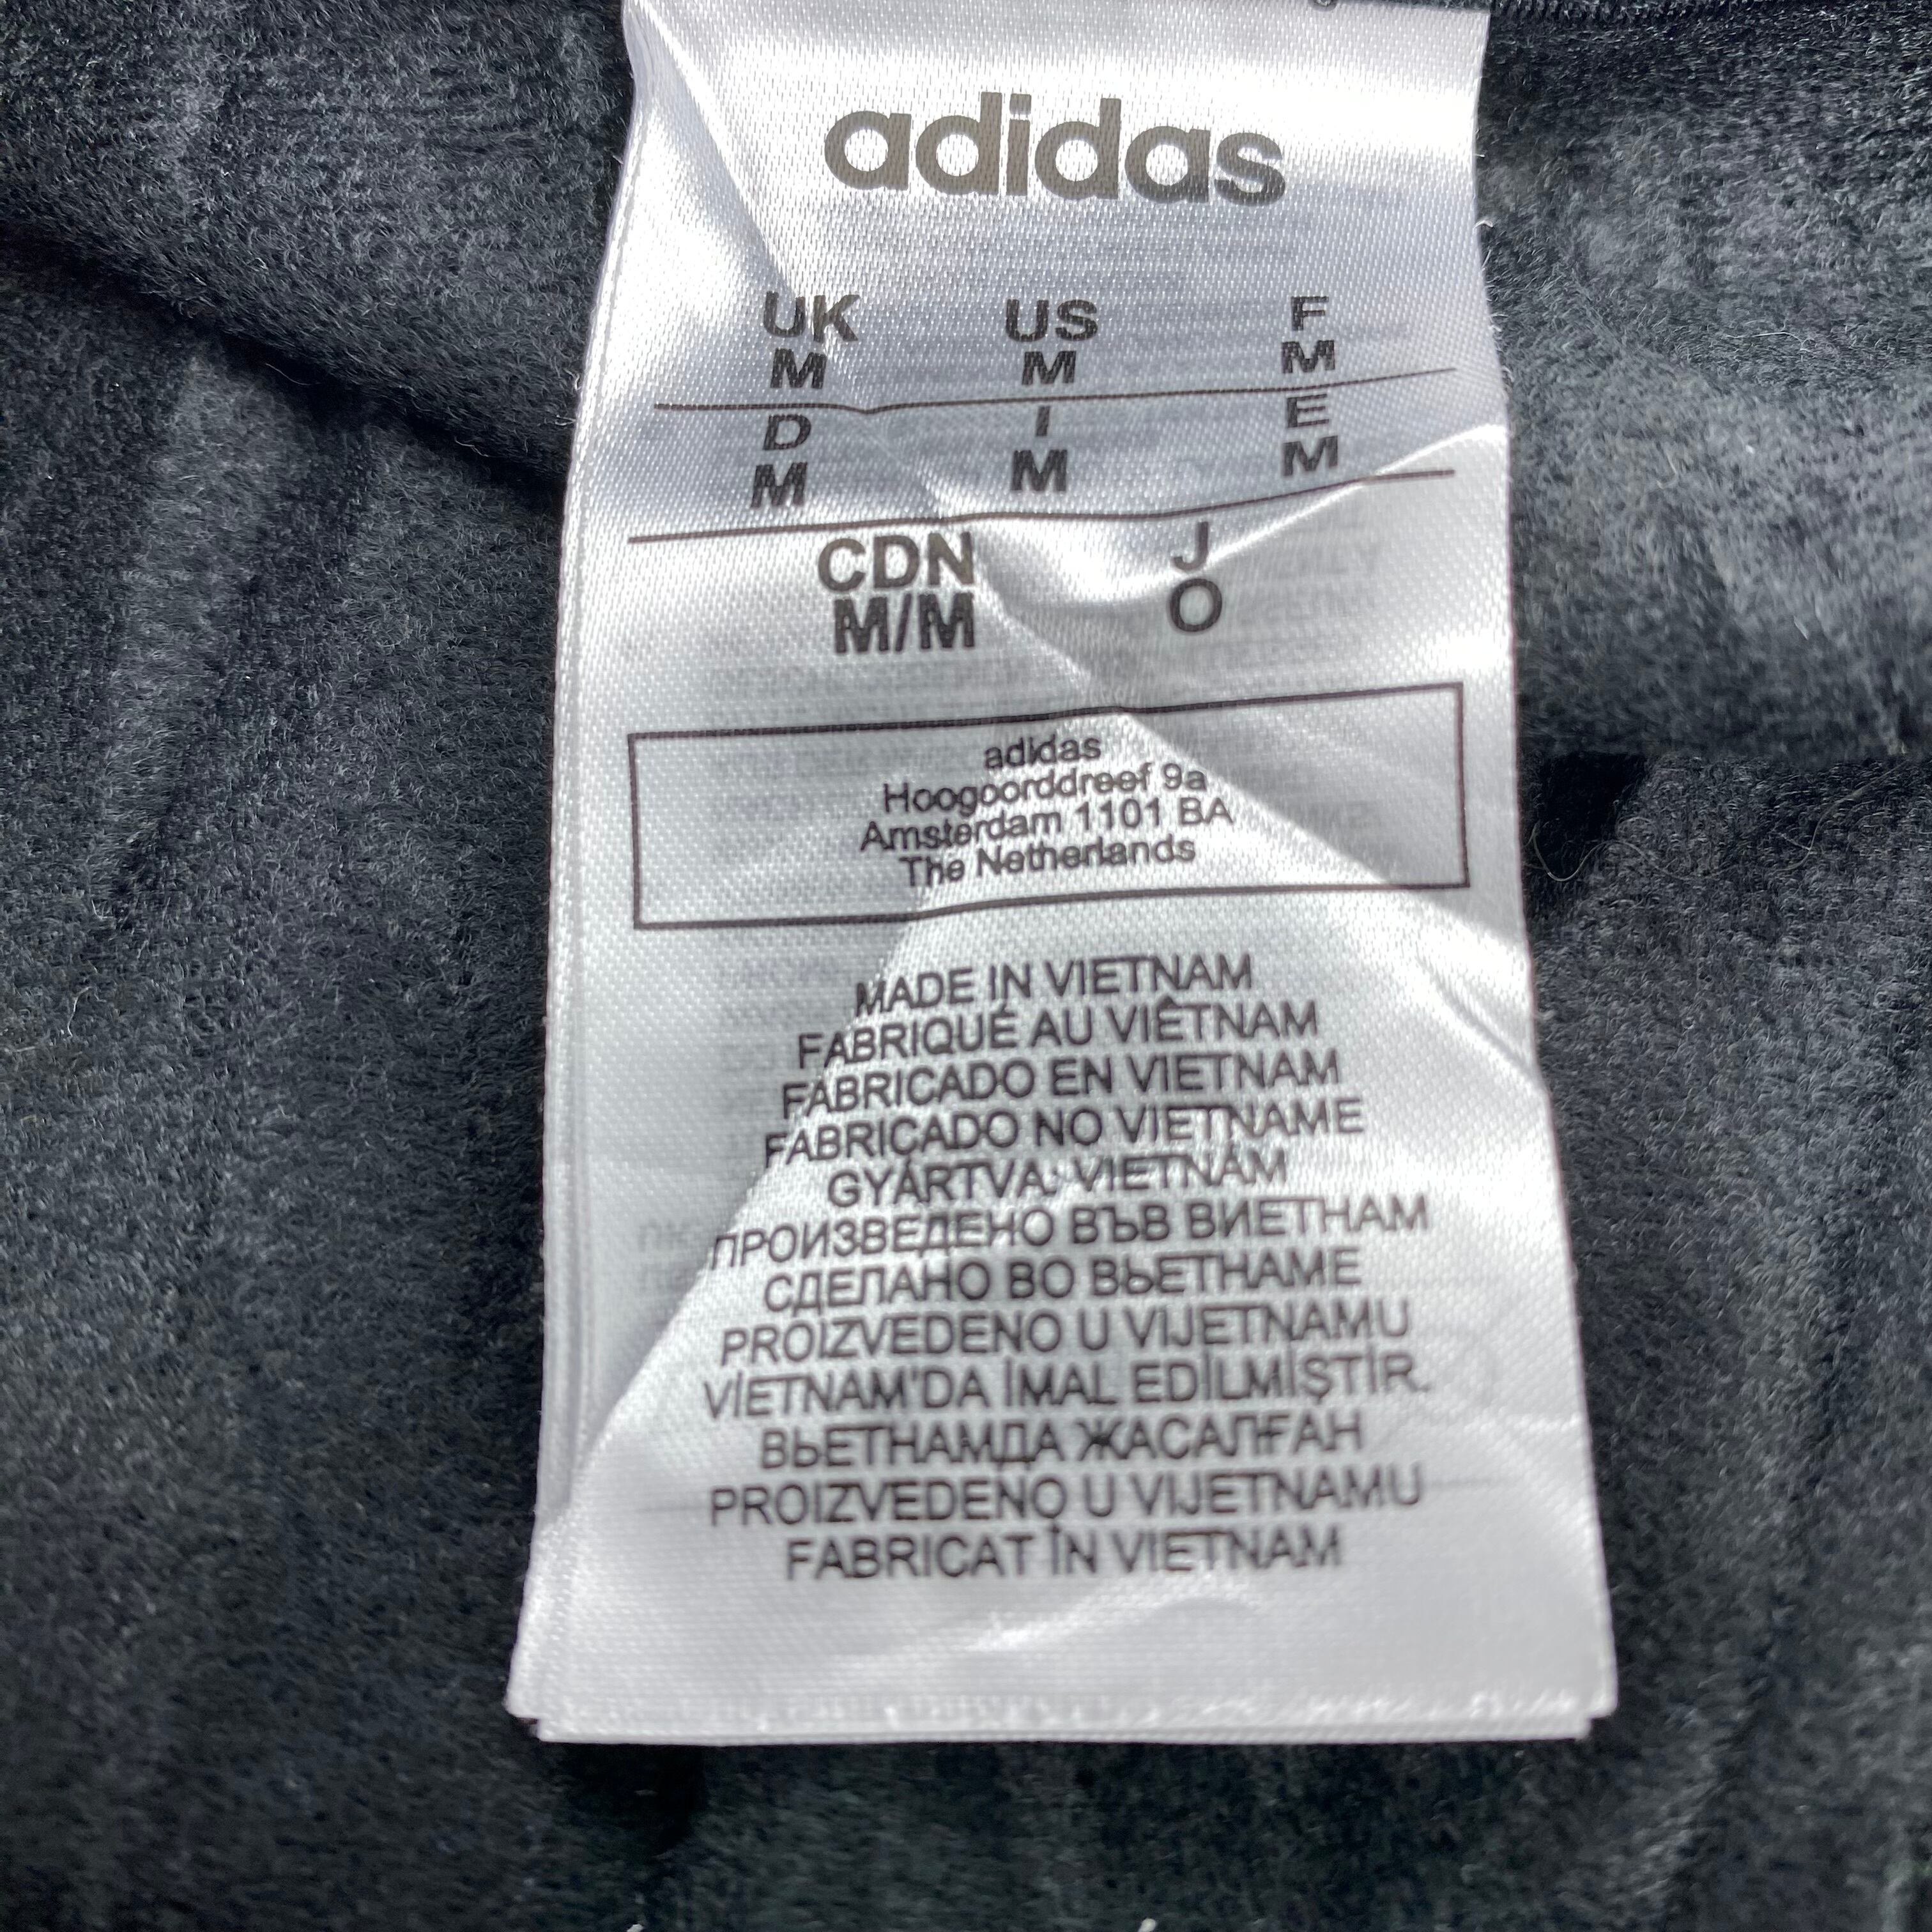 adidas
UK US F
M M M
D I E
M M M
CDN J
M/M O
adidas
Hoogoorddreef 9a
Amsterdam 1101 BA
The Netherlands
MADE IN VIETNAM
FABRIQUÉ AU VIÊTNAM
FABRICADO EN VIETNAM
FABRICADO NO VIETNAME
GYÁRTVA: VIETNÁM
ПРОИЗВЕДЕНО ВЪВ ВИЕТНАМ
СДЕЛАНО ВО ВЬЕТНАМЕ
PROIZVEDENO U VIJETNAMU
VİETNAM'DA İMAL EDİLMİŞTİR.
ВЬЕТНАМДА ЖАСАЛҒАН
PROIZVEDENO U VIJETNAMU
FABRICAT ÎN VIETNAM